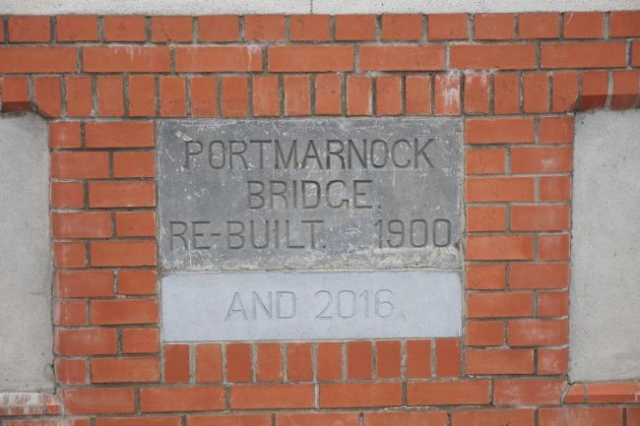 PORTMARNOCK
BRIDGE.
RE-BUILT. 1900.
AND 2016.